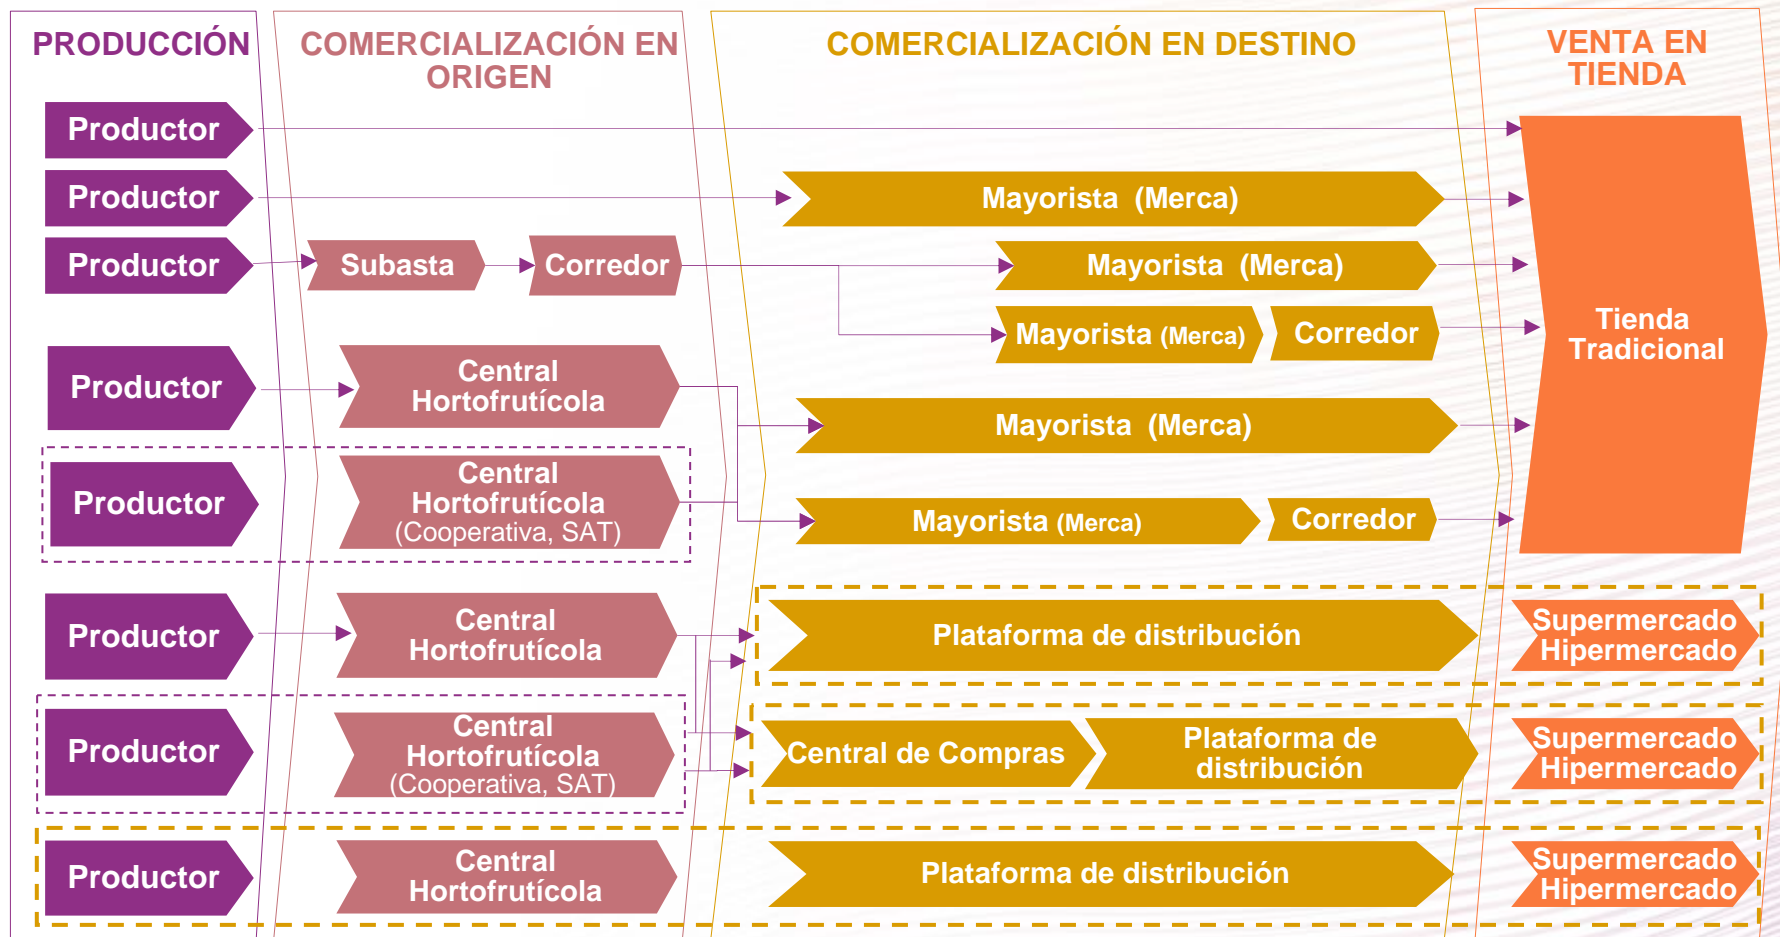 PRODUCCIÓN
COMERCIALIZACIÓN EN
ORIGEN
COMERCIALIZACIÓN EN DESTINO
VENTA EN
TIENDA
Productor
Productor
Mayorista (Merca)
Productor
Subasta
Corredor
Mayorista (Merca)
Mayorista (Merca)
Corredor
Tienda
Tradicional
Productor
Central
Hortofrutícola
Mayorista (Merca)
Productor
Central
Hortofrutícola
(Cooperativa, SAT)
Mayorista (Merca)
Corredor
Productor
Central
Hortofrutícola
Plataforma de distribución
Supermercado
Hipermercado
Productor
Central
Hortofrutícola
(Cooperativa, SAT)
Central de Compras
Plataforma de
distribución
Supermercado
Hipermercado
Productor
Central
Hortofrutícola
Plataforma de distribución
Supermercado
Hipermercado